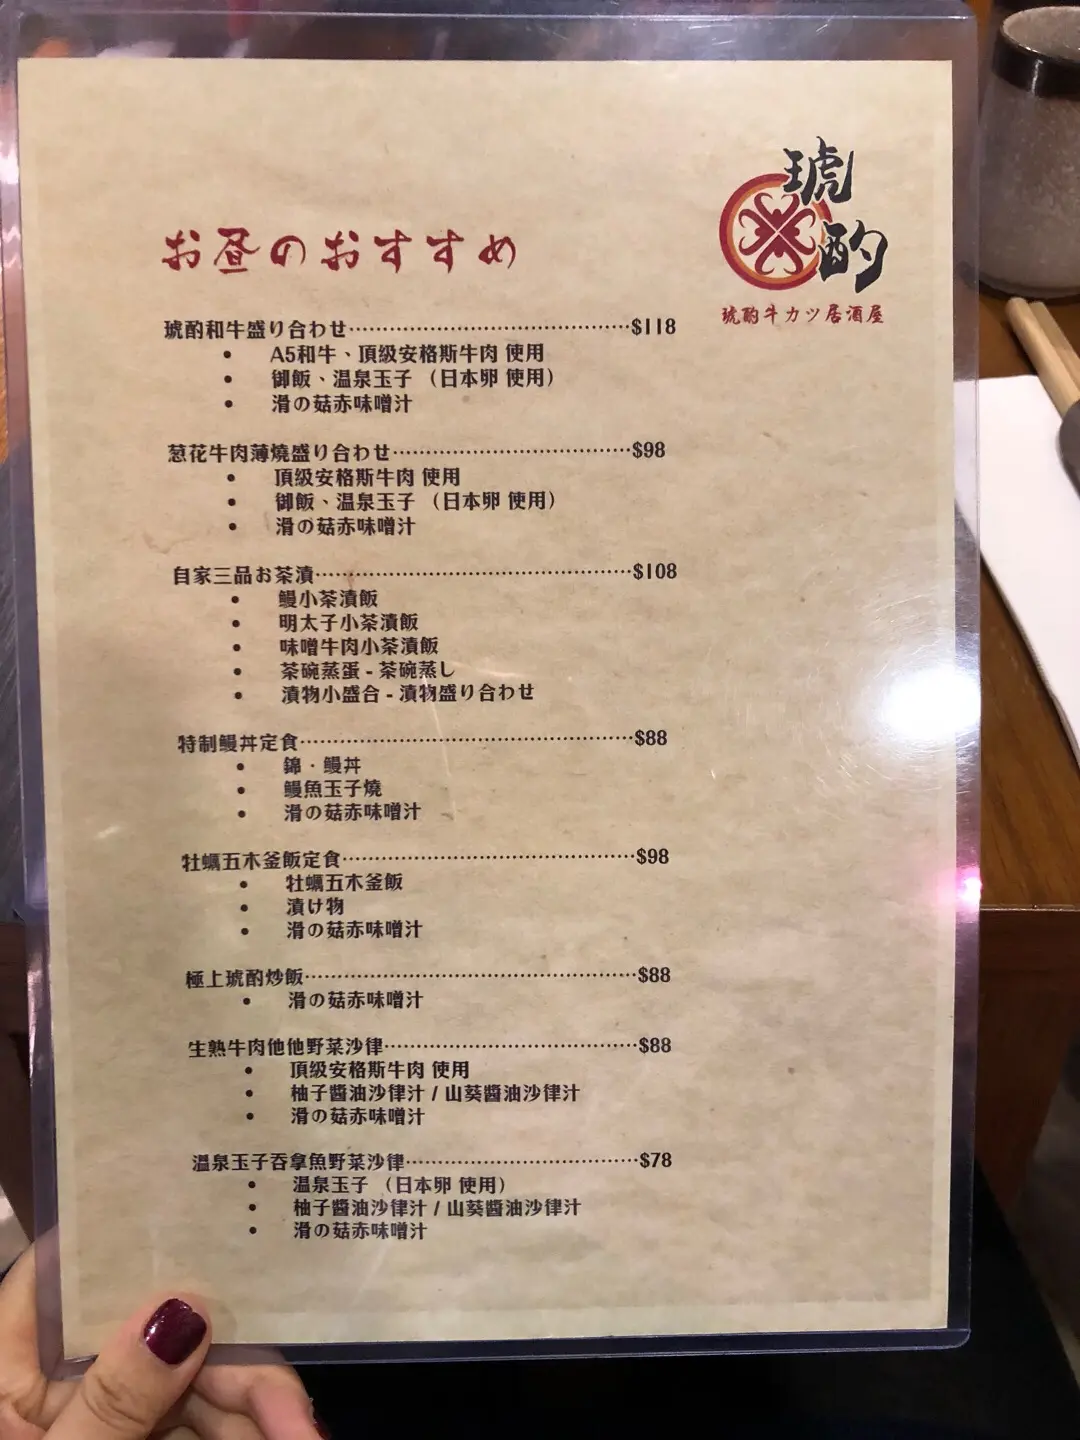 琥酌
琥酌牛カツ居酒屋
お昼のおすすめ
琥酌和牛盛り合わせ································$118
• A5和牛、頂級安格斯牛肉 使用
• 御飯、温泉玉子 （日本卵 使用）
• 滑の菇赤味噌汁
葱花牛肉薄燒盛り合わせ···························$98
• 頂級安格斯牛肉 使用
• 御飯、温泉玉子 （日本卵 使用）
• 滑の菇赤味噌汁
自家三品お茶漬····································$108
• 鰻小茶漬飯
• 明太子小茶漬飯
• 味噌牛肉小茶漬飯
• 茶碗蒸蛋 - 茶碗蒸し
• 漬物小盛合 - 漬物盛り合わせ
特制鰻丼定食······································$88
• 錦 · 鰻丼
• 鰻魚玉子燒
• 滑の菇赤味噌汁
牡蠣五木釜飯定食·································$98
• 牡蠣五木釜飯
• 漬け物
• 滑の菇赤味噌汁
極上琥酌炒飯······································$88
• 滑の菇赤味噌汁
生熟牛肉他他野菜沙律·····························$88
• 頂級安格斯牛肉 使用
• 柚子醬油沙律汁 / 山葵醬油沙律汁
• 滑の菇赤味噌汁
温泉玉子吞拿魚野菜沙律···························$78
• 温泉玉子 （日本卵 使用）
• 柚子醬油沙律汁 / 山葵醬油沙律汁
• 滑の菇赤味噌汁